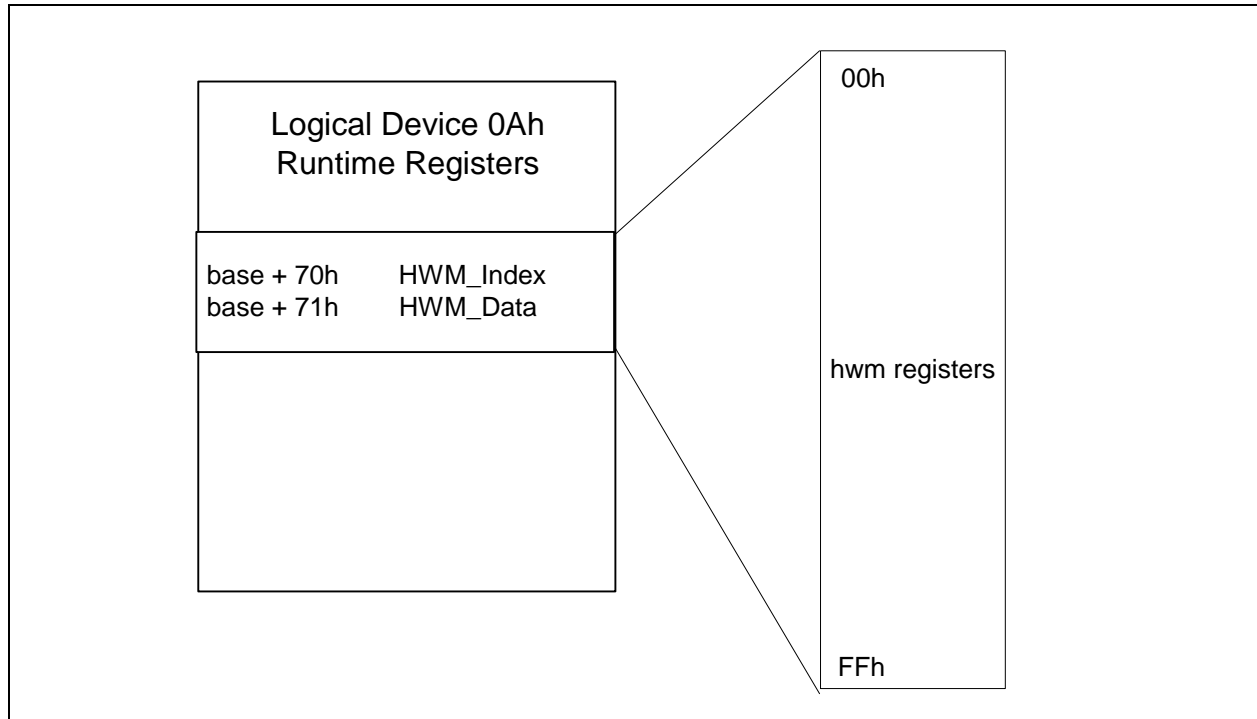 Logical Device 0Ah
Runtime Registers
base + 70h HWM_Index
base + 71h HWM_Data
00h
hwm registers
FFh